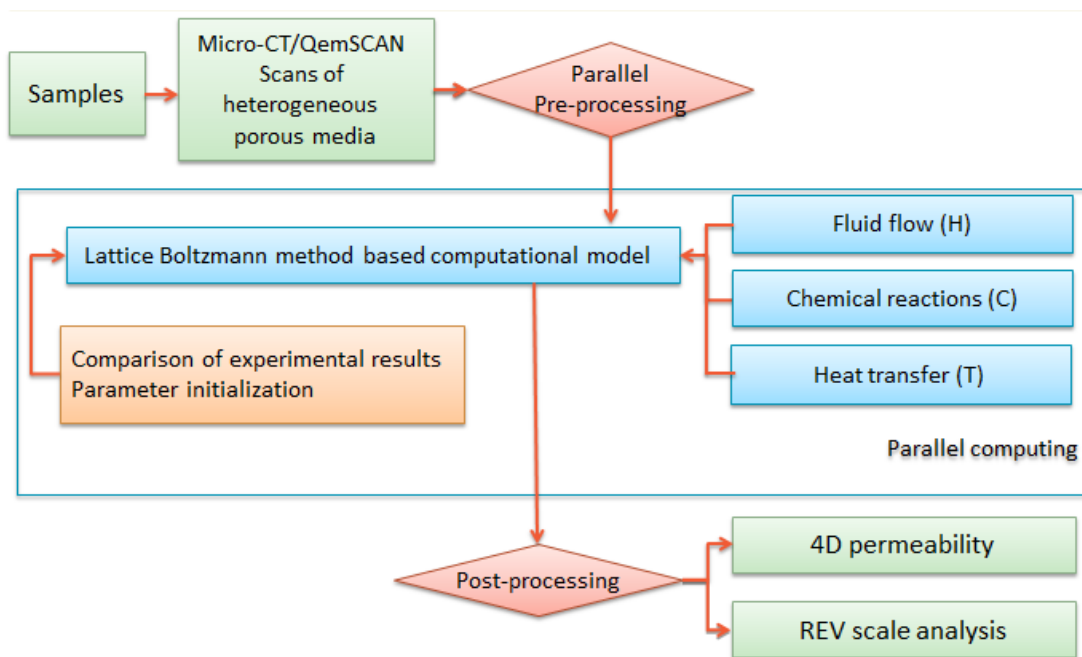 Samples
Micro-CT/QemSCAN
Scans of
heterogeneous
porous media
Parallel
Pre-processing
Lattice Boltzmann method based computational model
Fluid flow (H)
Chemical reactions (C)
Heat transfer (T)
Comparison of experimental results
Parameter initialization
Parallel computing
Post-processing
4D permeability
REV scale analysis